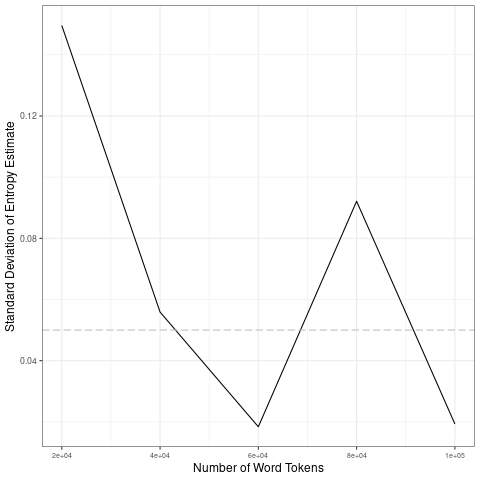 Standard Deviation of Entropy Estimate
0.12
0.08
0.04
2e+04 4e+04 6e+04 8e+04 1e+05
Number of Word Tokens